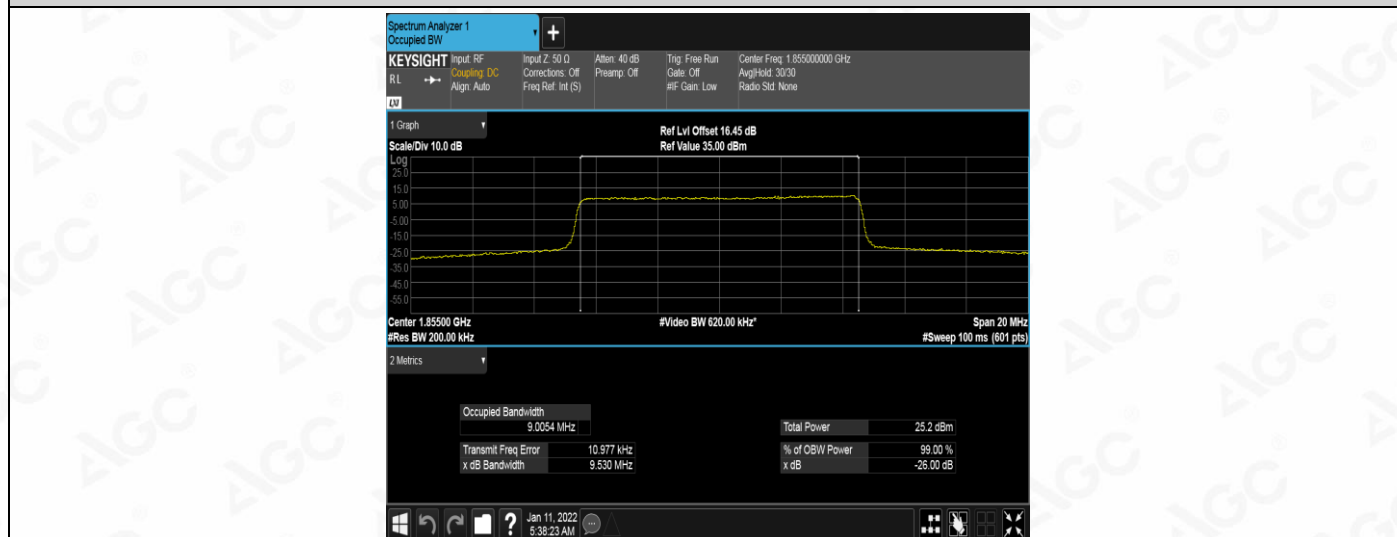 Spectrum Analyzer 1
Occupied BW
+
KEYSIGHT
RL
LXI
Input: RF
Coupling: DC
Align: Auto
Input Z: 50 Ω
Corrections: Off
Freq Ref: Int (S)
Atten: 40 dB
Preamp: Off
Trig: Free Run
Gate: Off
#IF Gain: Low
Center Freq: 1.855000000 GHz
Avg|Hold: 30/30
Radio Std: None
1 Graph
Scale/Div 10.0 dB
Ref Lvl Offset 16.45 dB
Ref Value 35.00 dBm
Log
25.0
15.0
5.00
-5.00
-15.0
-25.0
-35.0
-45.0
-55.0
Center 1.85500 GHz
#Video BW 620.00 kHz*
Span 20 MHz
#Res BW 200.00 kHz
#Sweep 100 ms (601 pts)
2 Metrics
Occupied Bandwidth
9.0054 MHz
Total Power 25.2 dBm
Transmit Freq Error 10.977 kHz
% of OBW Power 99.00 %
x dB Bandwidth 9.530 MHz
x dB -26.00 dB
?
Jan 11, 2022
5:38:23 AM
AGC